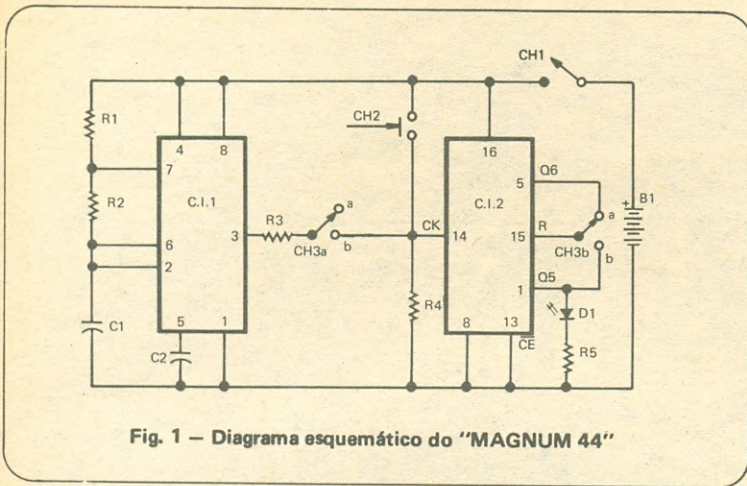 CH1
R1
4
8
CH2
16
7
Q6
5
C.I.1
C.I.2
a
B1
+
R2
R3
a
CK
R
3
14
15
6
b
CH3a
CH3b
2
Q5
b
1
R4
D1
C1
5
1
8
13
C2
CE
R5
Fig. 1 — Diagrama esquemático do "MAGNUM 44"